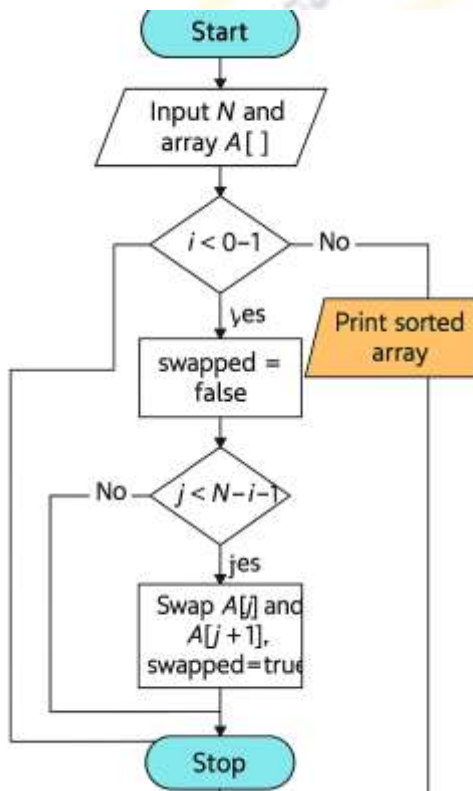 Start
Input N and
array A[ ]
i < 0–1
No
yes
Print sorted
array
swapped =
false
No
j < N–i–1
jes
Swap A[j] and
A[j+1],
swapped=true
Stop